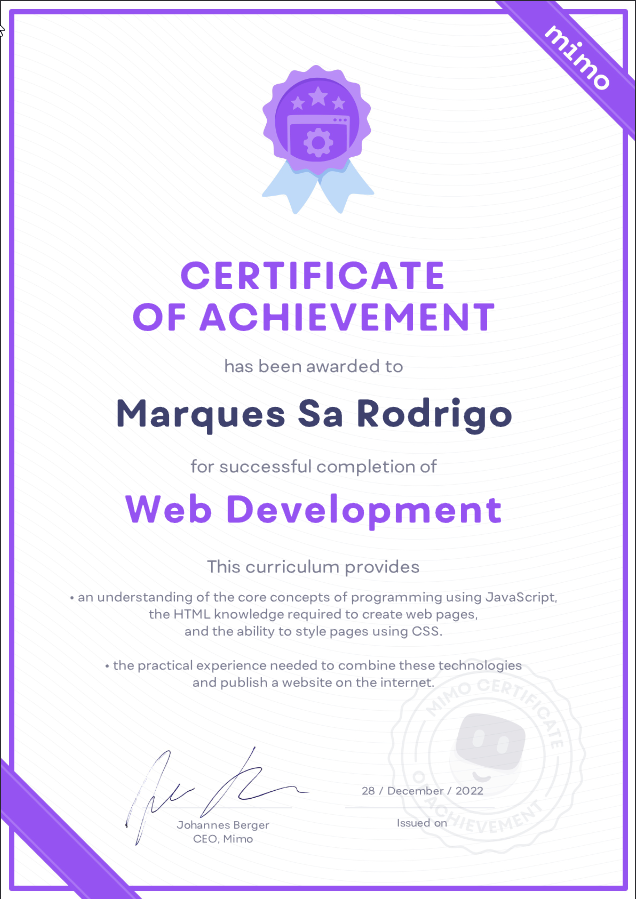 mimo
CERTIFICATE
OF ACHIEVEMENT
has been awarded to
Marques Sa Rodrigo
for successful completion of
Web Development
This curriculum provides
• an understanding of the core concepts of programming using JavaScript,
the HTML knowledge required to create web pages,
and the ability to style pages using CSS.
• the practical experience needed to combine these technologies
and publish a website on the internet.
MIMO CERTIFICATE
OF ACHIEVEMENT
28 / December / 2022
Issued on
Johannes Berger
CEO, Mimo